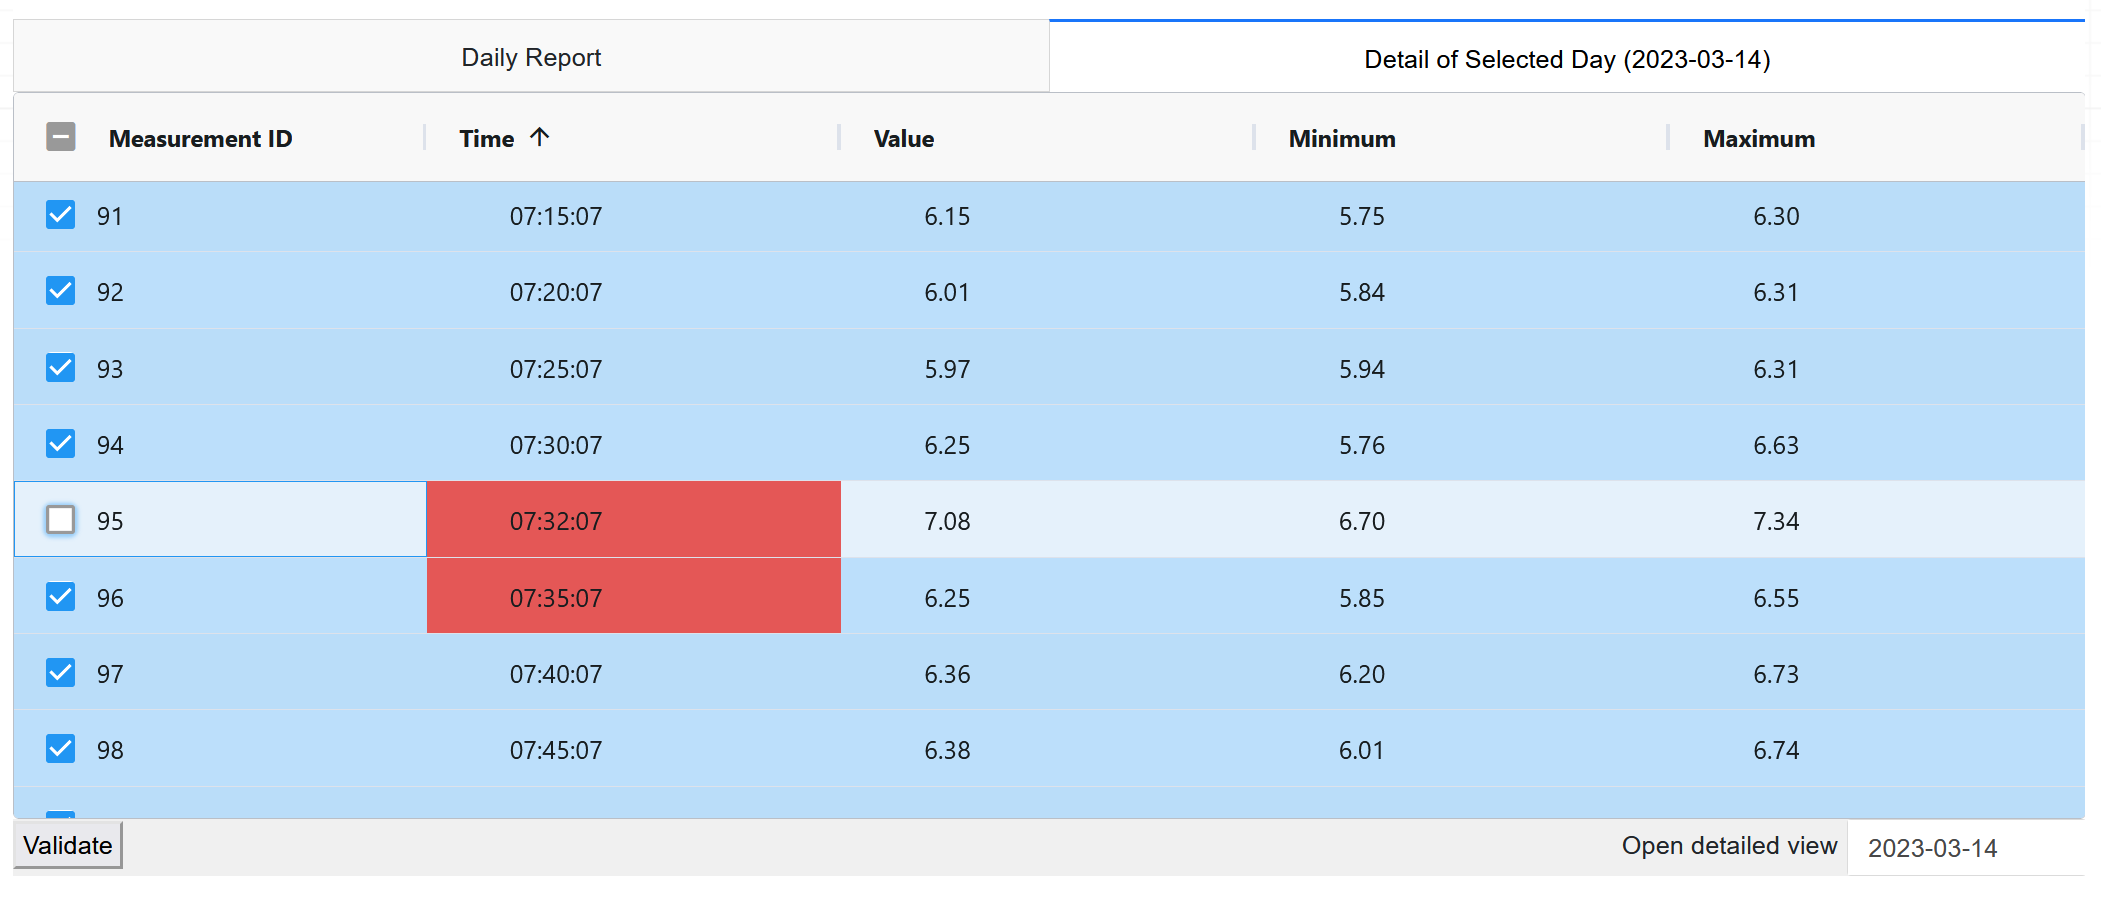 Daily Report Detail of Selected Day (2023-03-14)
Measurement ID Time Value Minimum Maximum
91 07:15:07 6.15 5.75 6.30
92 07:20:07 6.01 5.84 6.31
93 07:25:07 5.97 5.94 6.31
94 07:30:07 6.25 5.76 6.63
95 07:32:07 7.08 6.70 7.34
96 07:35:07 6.25 5.85 6.55
97 07:40:07 6.36 6.20 6.73
98 07:45:07 6.38 6.01 6.74
Validate Open detailed view 2023-03-14